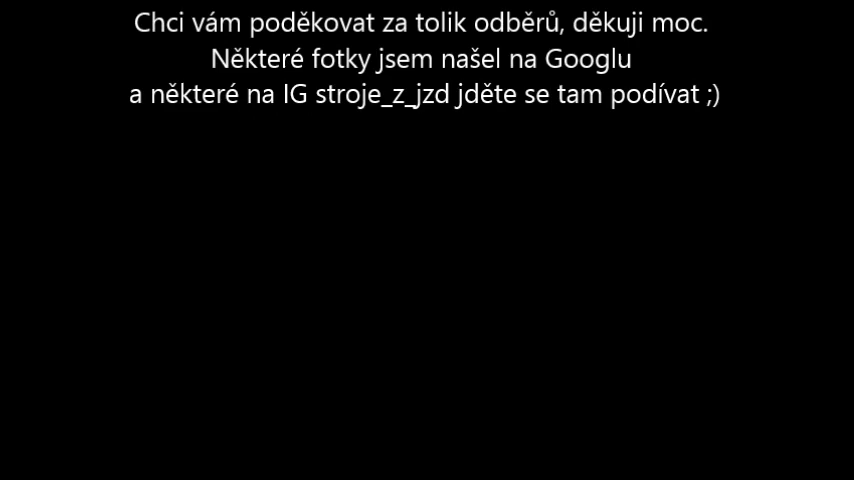 Chci vám poděkovat za tolik odběrů, děkuji moc.
Některé fotky jsem našel na Googlu
a některé na IG stroje_z_jzd jděte se tam podívat ;)